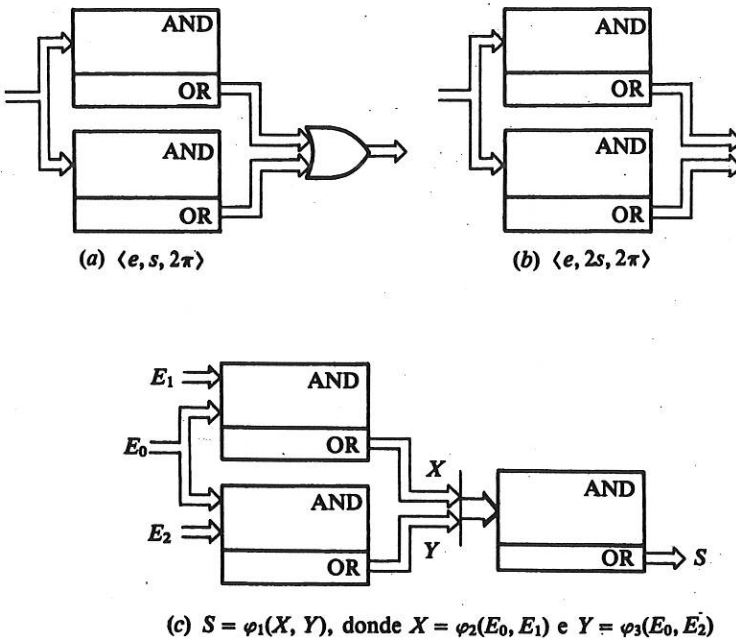 AND
OR
AND
OR
(a) ⟨e, s, 2π⟩
AND
OR
AND
OR
(b) ⟨e, 2s, 2π⟩
E₁
AND
E₀
OR
X
AND
E₂
AND
OR
Y
OR
S
(c) S = φ₁(X, Y), donde X = φ₂(E₀, E₁) e Y = φ₃(E₀, E₂)